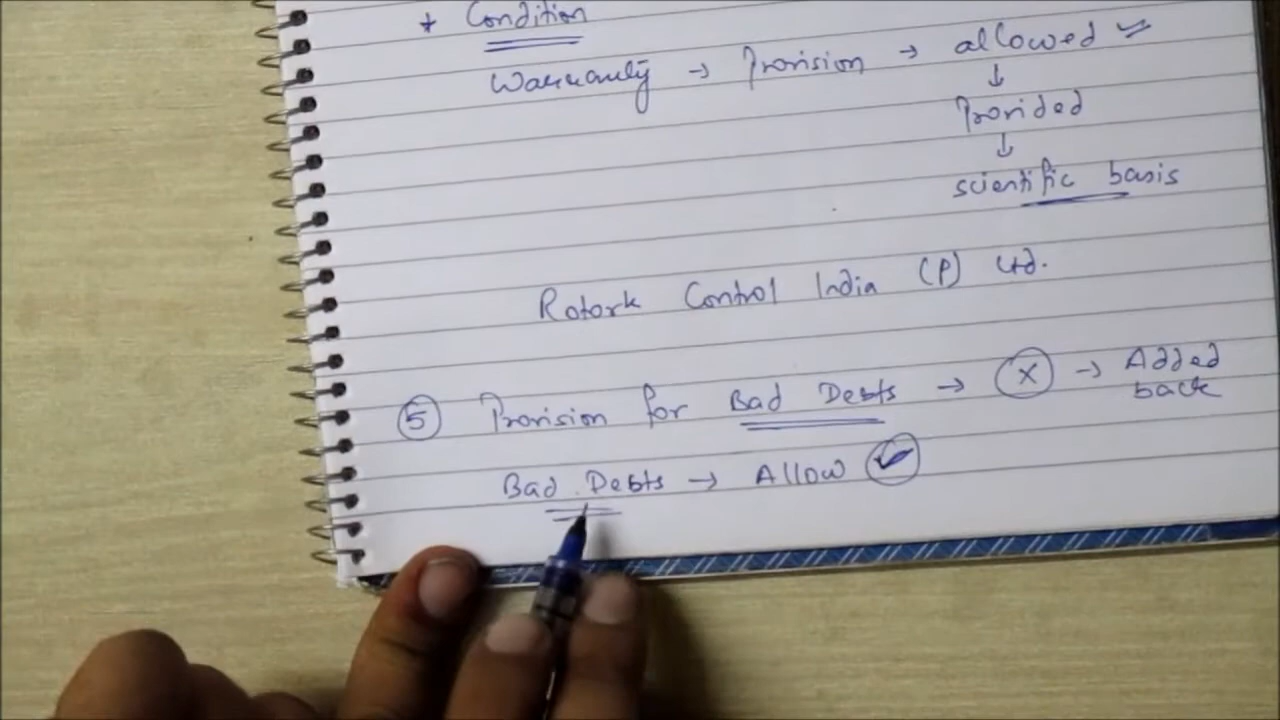 * Condition
Warranty → Provision → allowed ✓
↓
Provided
↓
scientific basis
Rotork Control India (P) Ltd.
⑤ Provision for Bad Debts → ⓧ → Added
back
Bad Debts → Allow ✓